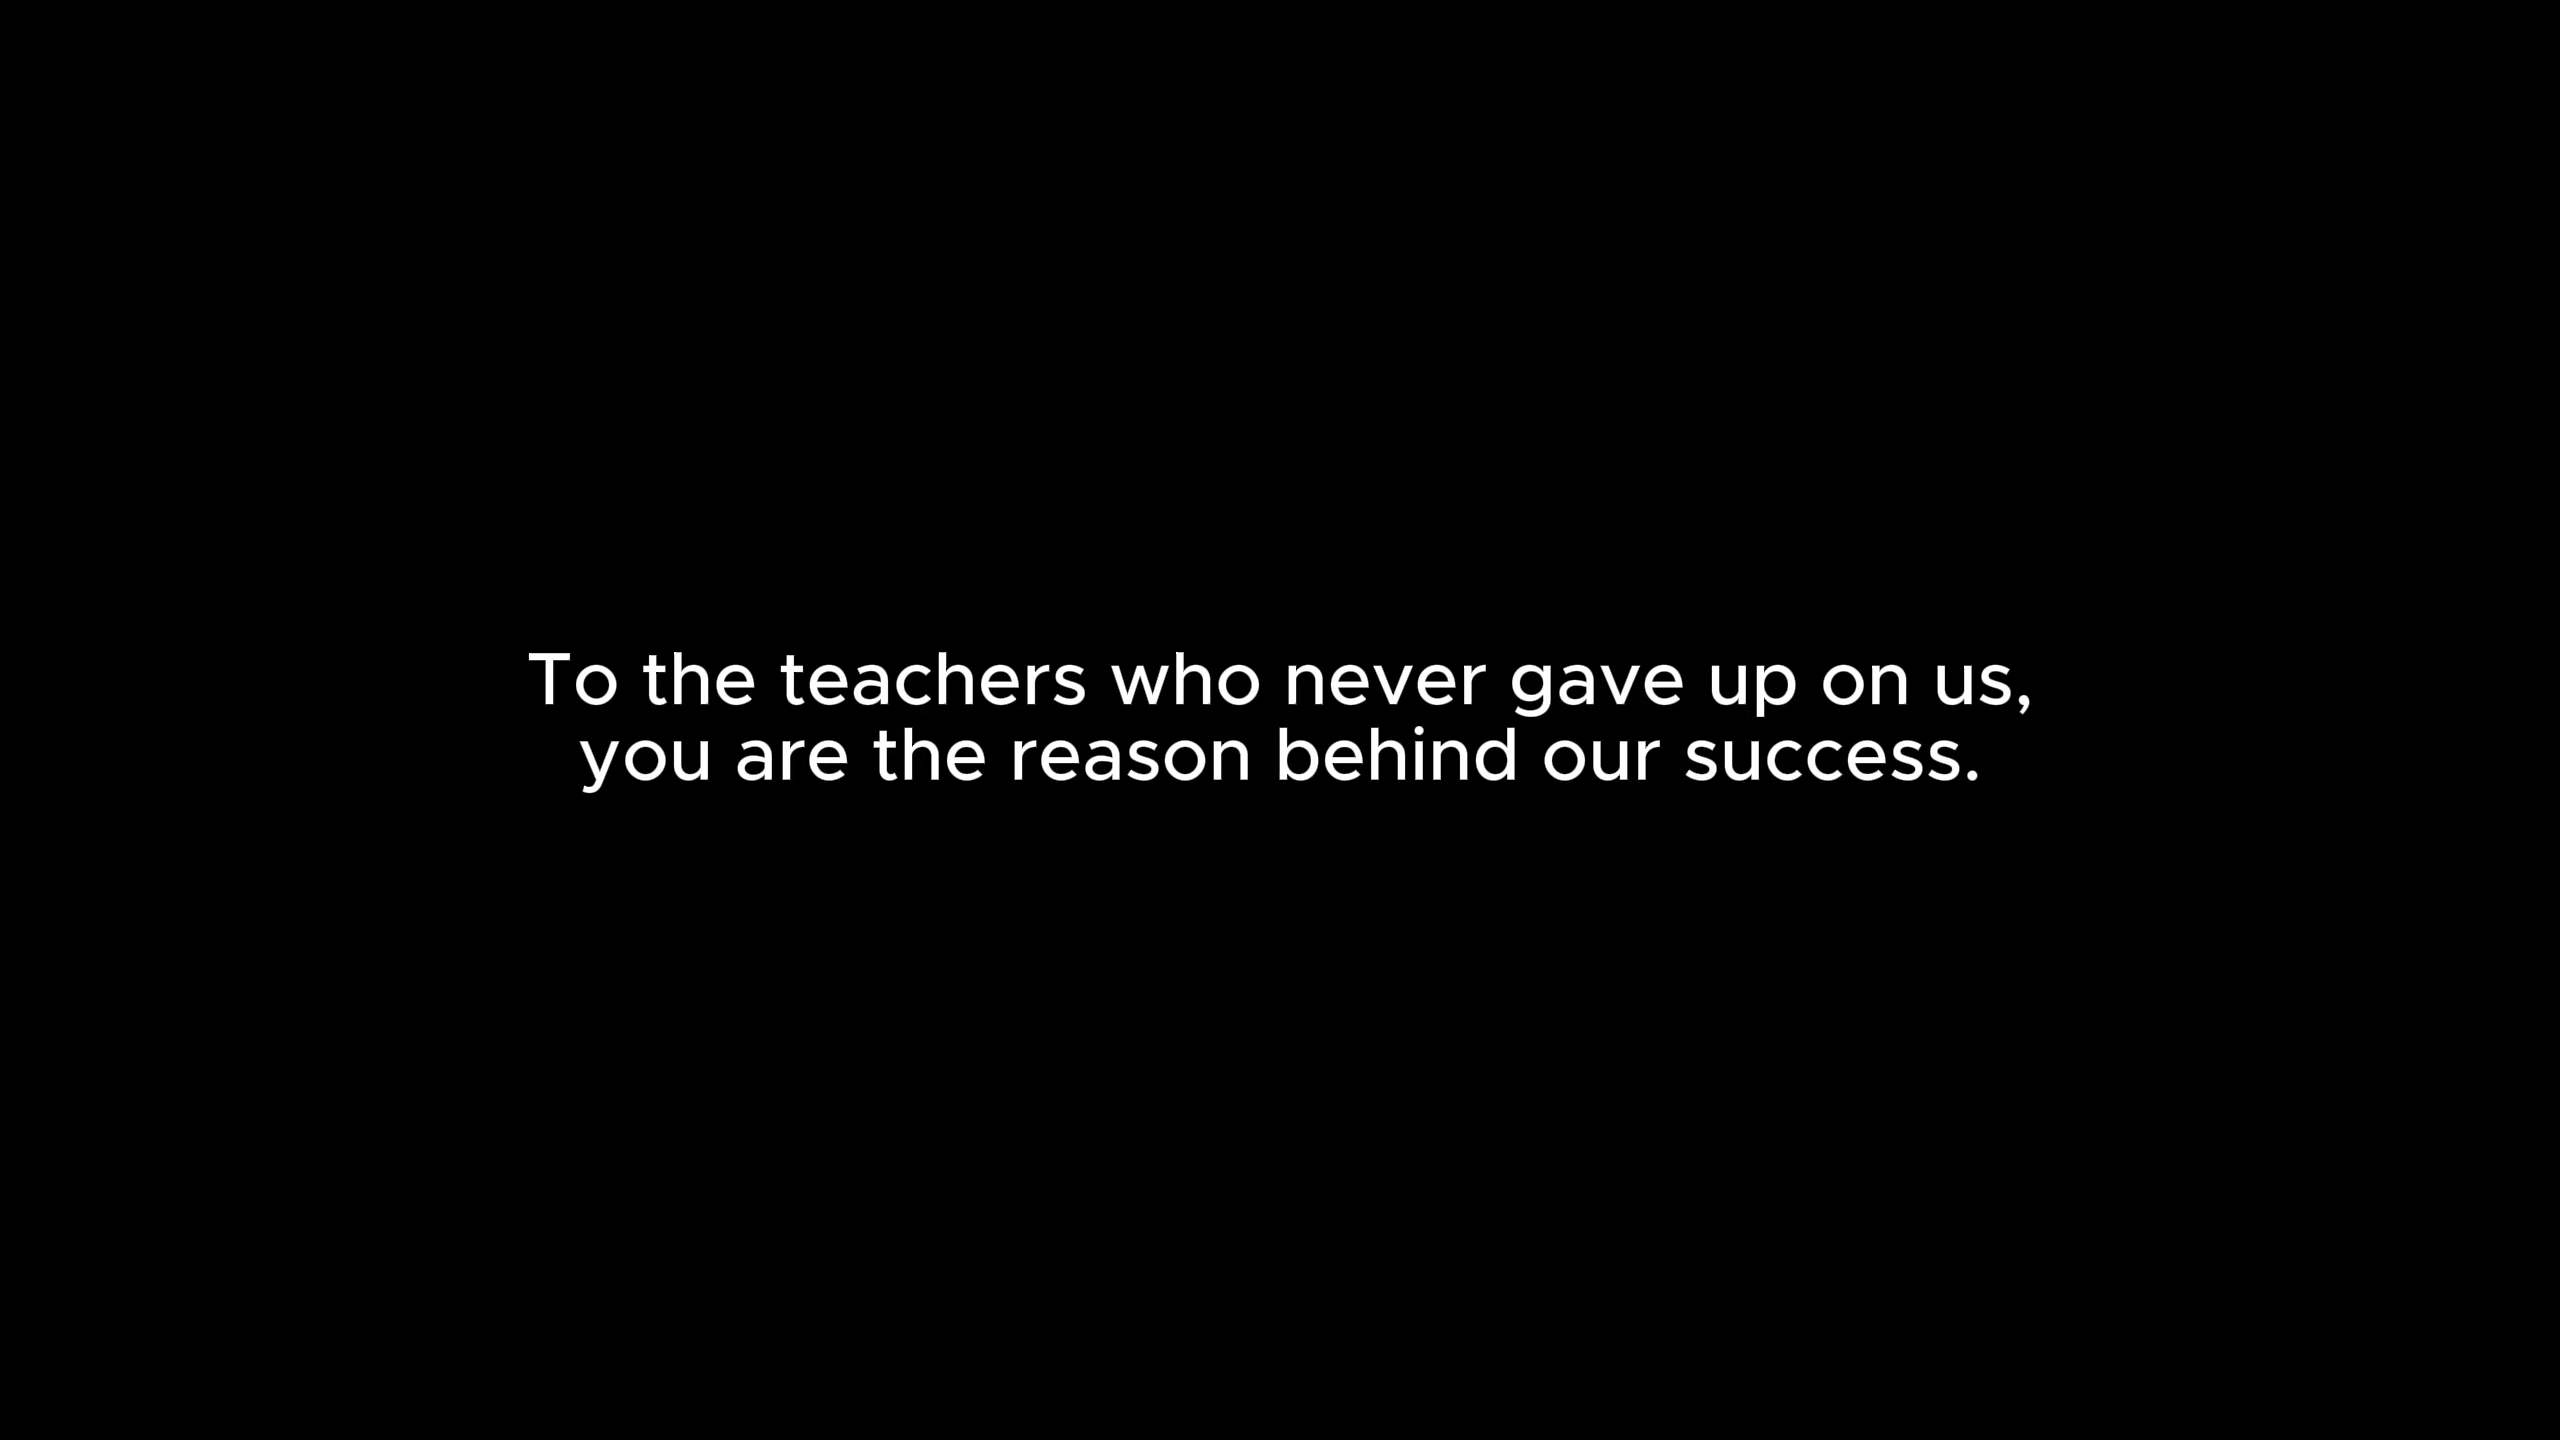 To the teachers who never gave up on us,
you are the reason behind our success.